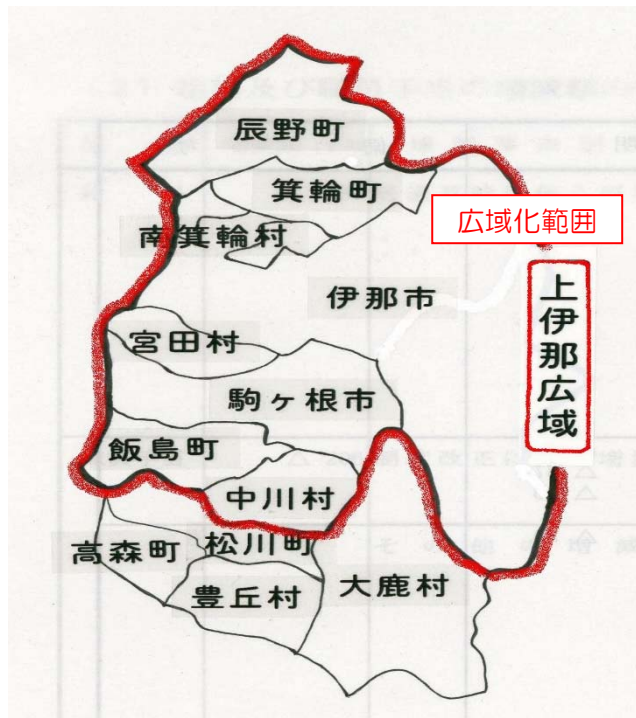 辰野町
箕輪町
広域化範囲
南箕輪村
伊那市
上伊那広域
宮田村
駒ヶ根市
飯島町
中川村
高森町
松川町
大鹿村
豊丘村